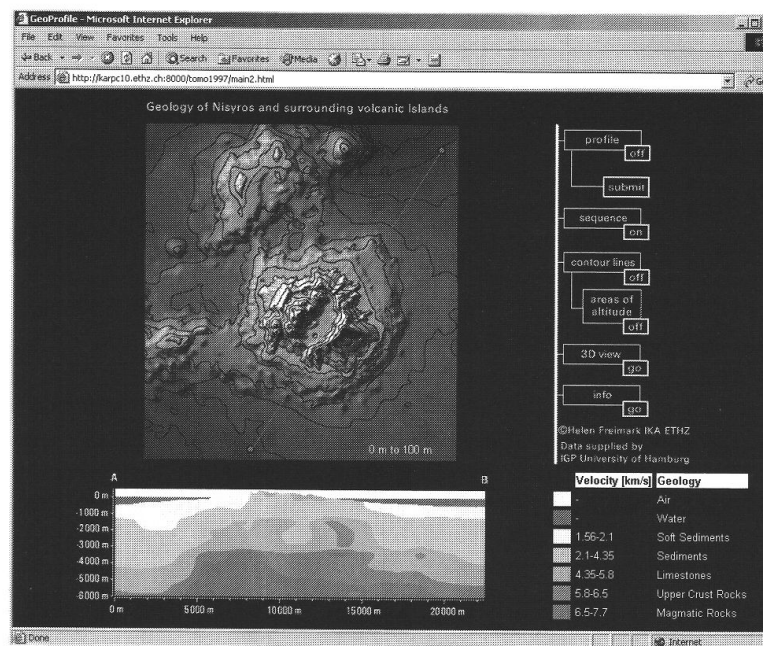 GeoProfile - Microsoft Internet Explorer
File Edit View Favorites Tools Help
Back Search Favorites Media
Address http://karpc10.ethz.ch:8000/tomo1997/main2.html
Geology of Nisyros and surrounding volcanic Islands
profile
off
submit
sequence
on
contour lines
off
areas of
altitude
off
3D view
go
info
go
©Helen Freimark IKA ETHZ
Data supplied by
IGP University of Hamburg
0 m to 100 m
A B
0 m
-1000 m
-2000 m
-3000 m
-4000 m
-5000 m
-6000 m
0 m 5000 m 10000 m 15000 m 20000 m
Velocity [km/s] Geology
- Air
- Water
1.56-2.1 Soft Sediments
2.1-4.35 Sediments
4.35-5.8 Limestones
5.8-6.5 Upper Crust Rocks
6.5-7.7 Magmatic Rocks
Done Internet